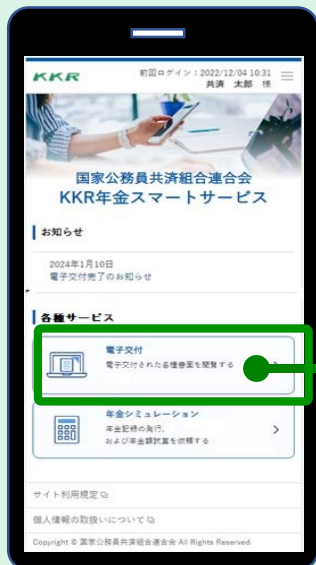 KKR
前回ログイン：2022/12/04 10:31
共済 太郎 様
国家公務員共済組合連合会
KKR年金スマートサービス
お知らせ
2024年1月10日
電子交付完了のお知らせ
各種サービス
電子交付
電子交付された各種書面を閲覧する
年金シミュレーション
年金記録の発行、
および年金額試算を依頼する
サイト利用規定
個人情報の取扱いについて
Copyright © 国家公務員共済組合連合会 All Rights Reserved.